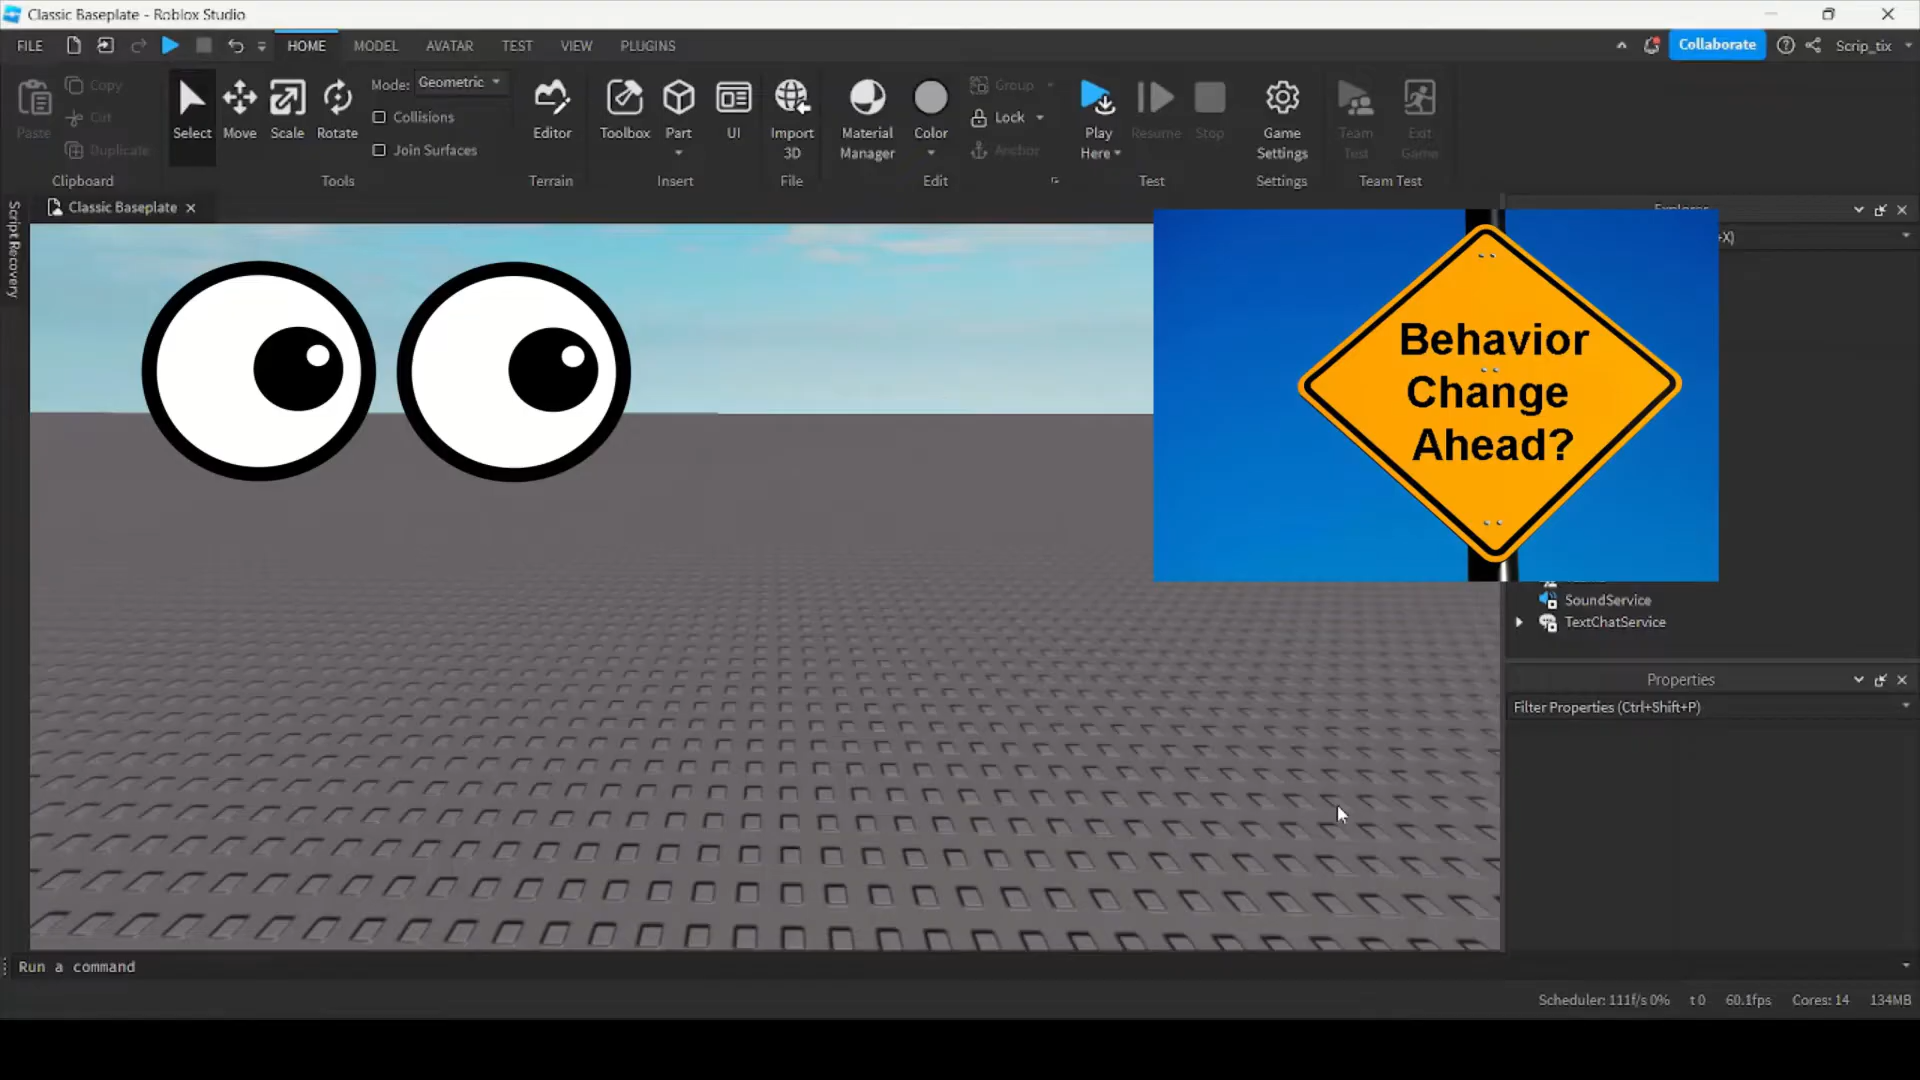 Classic Baseplate - Roblox Studio
FILE
HOME
MODEL
AVATAR
TEST
VIEW
PLUGINS
Collaborate
Scrip_tix
Paste
Copy
Cut
Duplicate
Clipboard
Select
Move
Scale
Rotate
Mode: Geometric
Collisions
Join Surfaces
Tools
Editor
Terrain
Toolbox
Part
UI
Insert
Import
3D
File
Material
Manager
Color
Group
Lock
Anchor
Edit
Play
Here
Resume
Stop
Test
Game
Settings
Settings
Team
Test
Exit
Game
Team Test
Script Recovery
Classic Baseplate
+X)
Behavior
Change
Ahead?
SoundService
TextChatService
Properties
Filter Properties (Ctrl+Shift+P)
Run a command
Scheduler: 111f/s 0%
t 0
60.1fps
Cores: 14
134MB